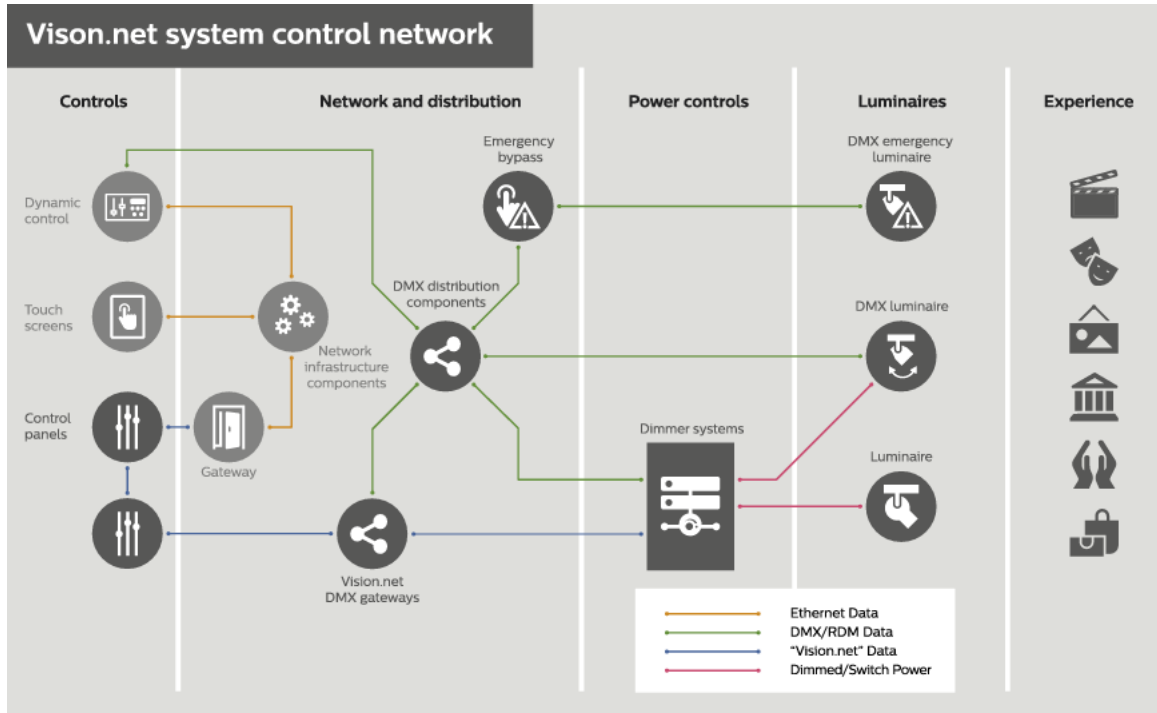 Vison.net system control network
Controls
Network and distribution
Power controls
Luminaires
Experience
Emergency
bypass
DMX emergency
luminaire
Dynamic
control
DMX distribution
components
Touch
screens
DMX luminaire
Network
infrastructure
components
Control
panels
Gateway
Dimmer systems
Luminaire
Vision.net
DMX gateways
Ethernet Data
DMX/RDM Data
“Vision.net” Data
Dimmed/Switch Power